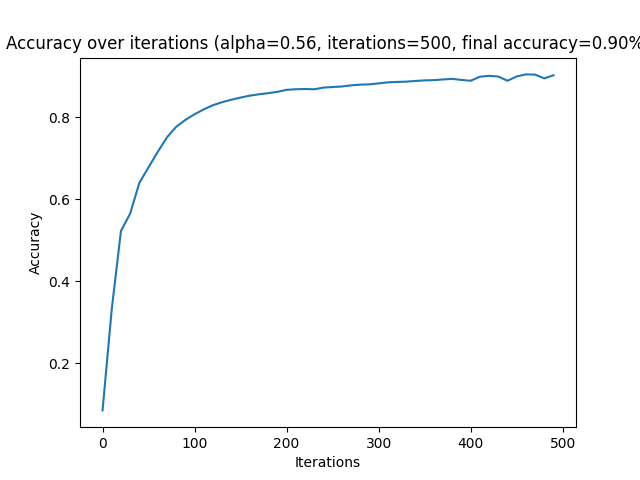 Accuracy over iterations (alpha=0.56, iterations=500, final accuracy=0.90%
0.8
0.6
0.4
0.2
Accuracy
0 100 200 300 400 500
Iterations